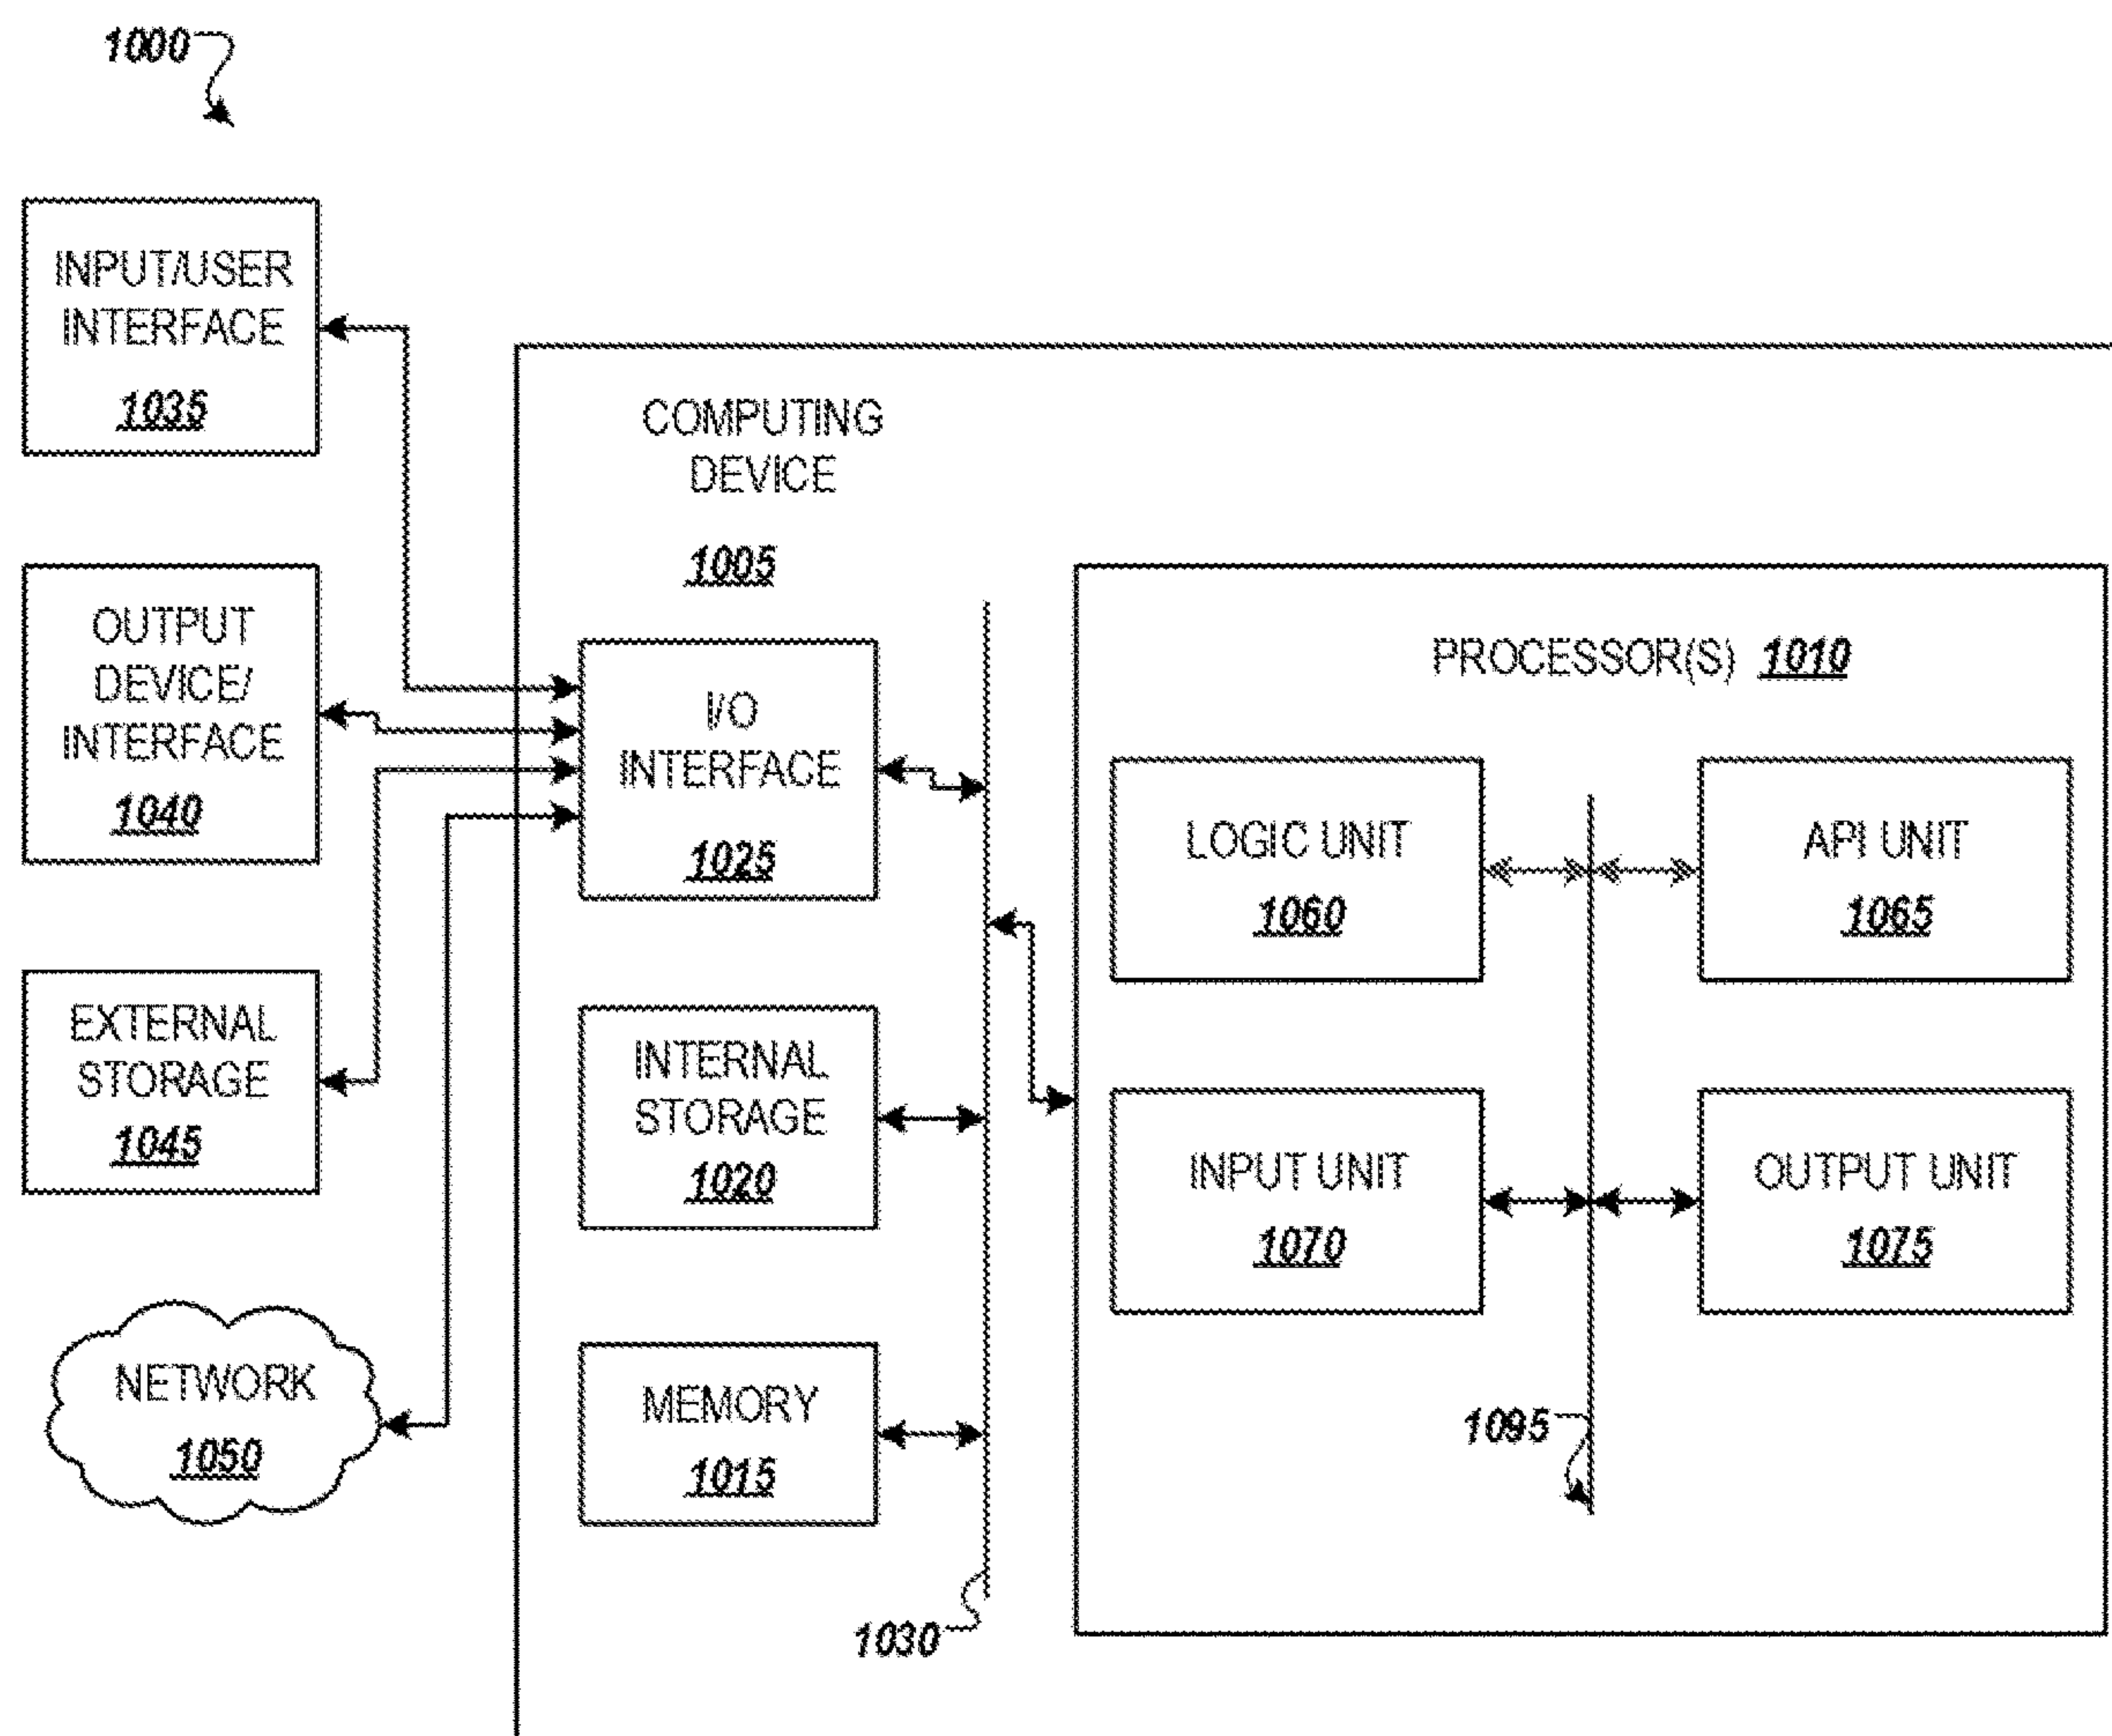 1000
INPUT/USER
INTERFACE
1035
OUTPUT
DEVICE/
INTERFACE
1040
EXTERNAL
STORAGE
1045
NETWORK
1050
COMPUTING
DEVICE
1005
I/O
INTERFACE
1025
INTERNAL
STORAGE
1020
MEMORY
1015
1030
PROCESSOR(S) 1010
LOGIC UNIT
1060
API UNIT
1065
INPUT UNIT
1070
OUTPUT UNIT
1075
1095